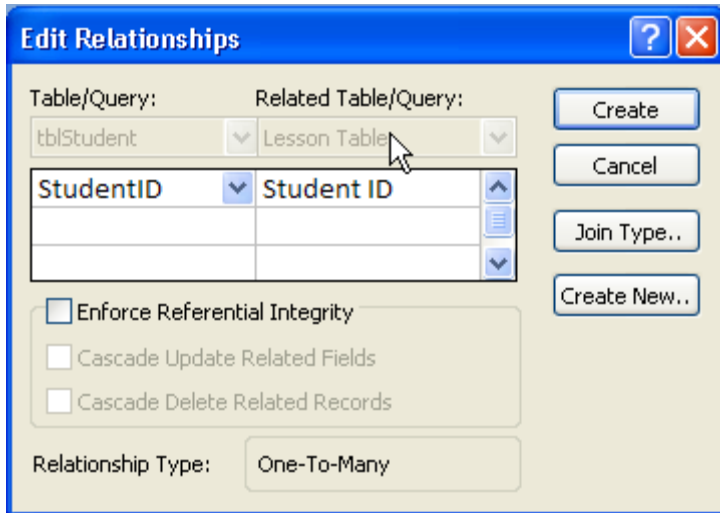 Edit Relationships
?
Table/Query: Related Table/Query: Create
tblStudent Lesson Table Cancel
StudentID Student ID
Join Type..
Create New..
Enforce Referential Integrity
Cascade Update Related Fields
Cascade Delete Related Records
Relationship Type: One-To-Many